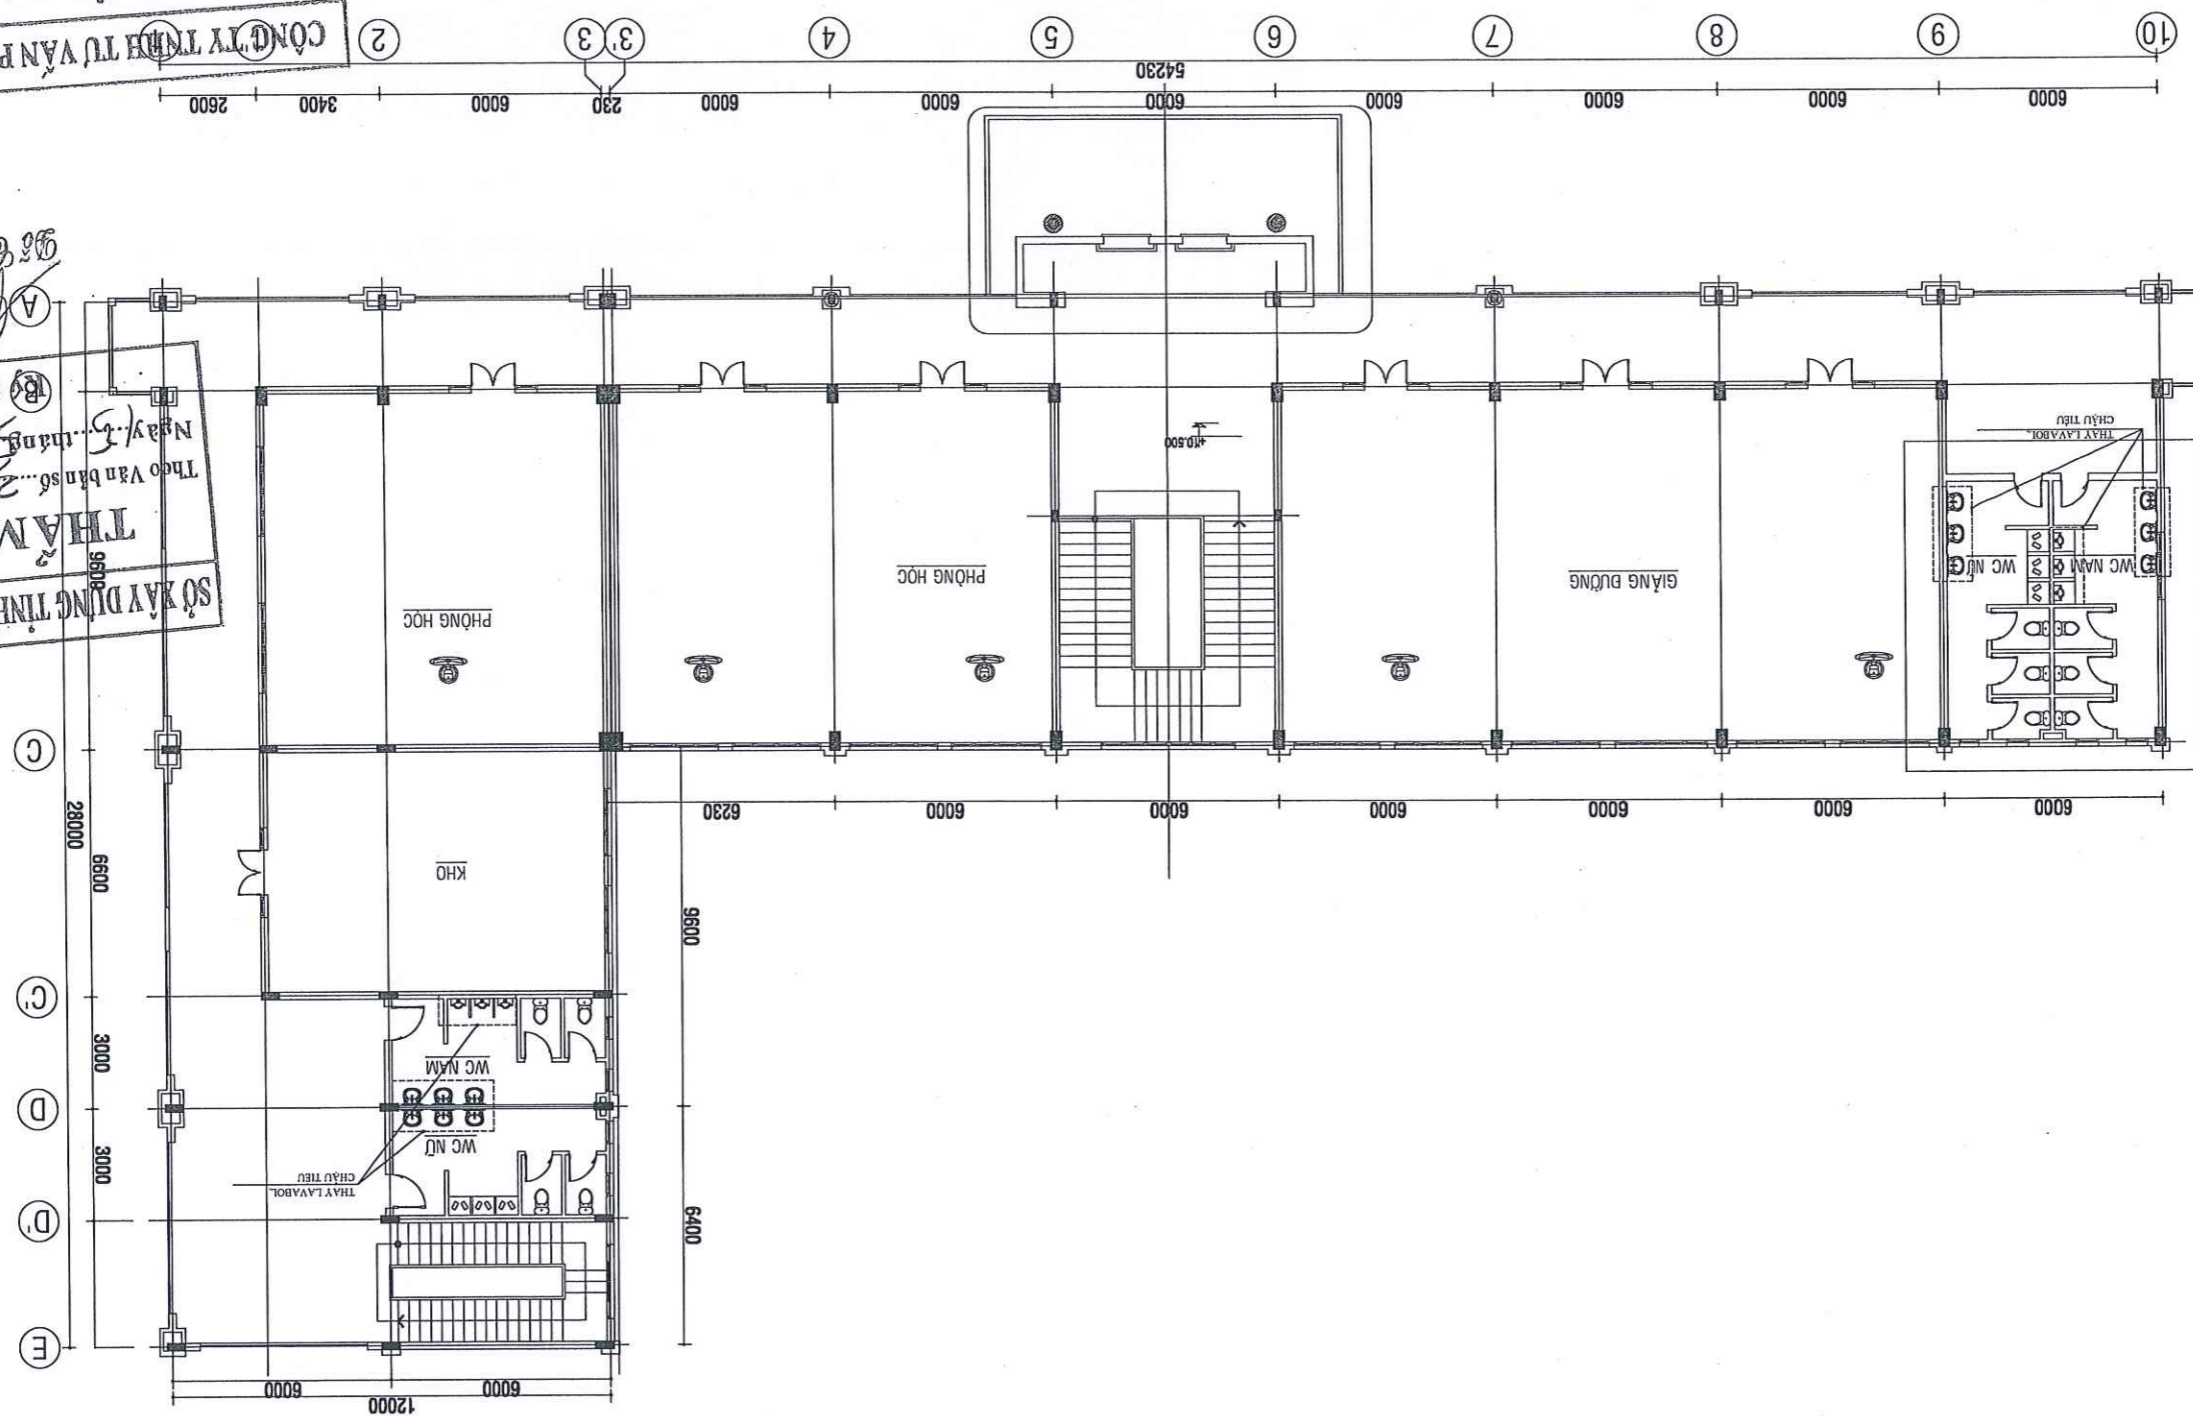 12000
6000
6000
E
6400
D'
THAY LAVABOL,
CHẬU TIỂU
3000
WC NỮ
D
WC NAM
3000
C'
9600
KHO
6600
28000
6000
6000
6000
6000
6000
6000
6230
C
GIẢNG ĐƯỜNG
PHÒNG HỌC
PHÒNG HỌC
WC NAM
WC NỮ
SỞ XÂY DỰNG TỈNH
9600
THẨM
Theo Văn bản số
Ngày 5 tháng
+10.500
THAY LAVABOL,
CHẬU TIỂU
B
A
6000
6000
6000
6000
6000
6000
6000
230
6000
3400
2600
54230
10
9
8
7
6
5
4
3'
3
2
CÔNG TY TNHH TƯ VẤN